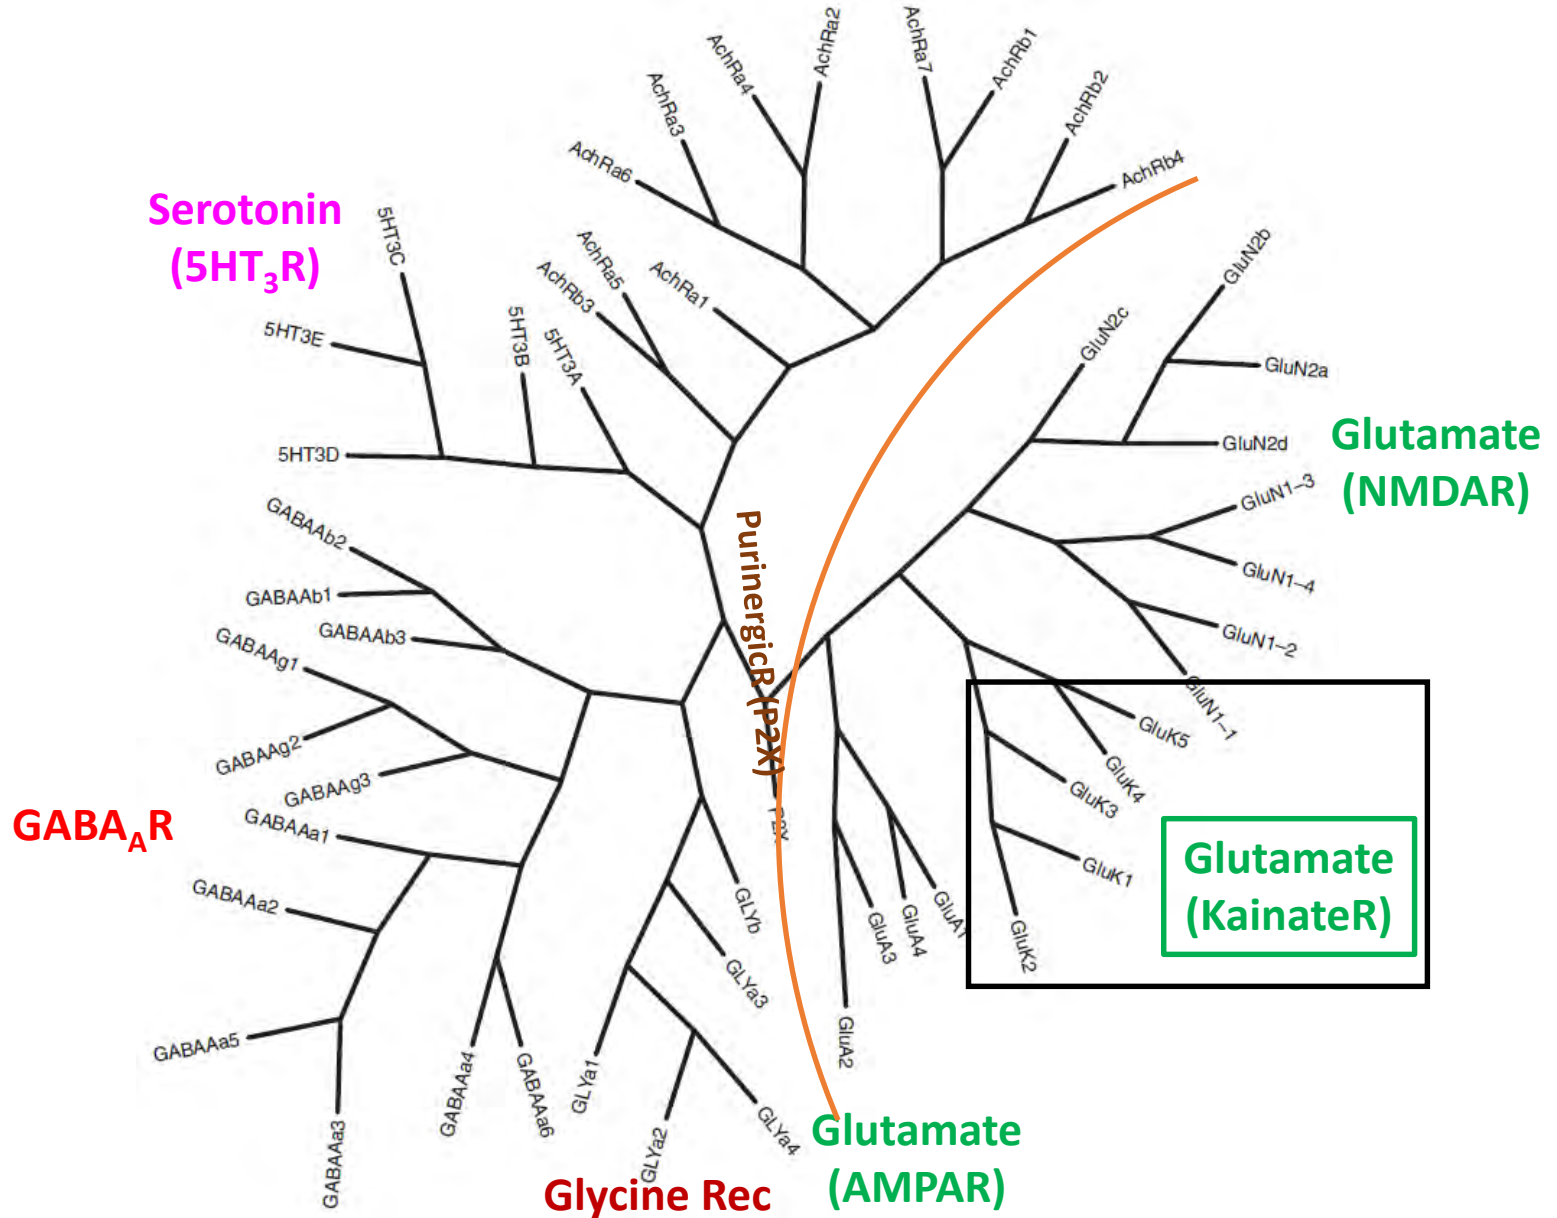 AchRa2
AchRa7
AchRb1
AchRa4
AchRa3
AchRb2
AchRa6
AchRb4
Serotonin
(5HT3R)
5HT3C
AchRa5
AchRb3
AchRa1
GluN2b
5HT3E
5HT3B
5HT3A
GluN2c
GluN2a
5HT3D
GluN2d
Glutamate
(NMDAR)
GABAAb2
GluN1–3
PurinergicR (P2X)
GABAAb1
GluN1–4
GABAAb3
GABAAg1
GluN1–2
GluN1–1
GABAAg2
GluK5
GABAAg3
GluK4
GluK3
GABAAR
GABAAa1
P2X
Glutamate
(KainateR)
GluK1
GABAAa2
GLYb
GluA1
GluA4
GluA3
GluK2
GLYa3
GABAAa5
GluA2
GLYa1
GABAAa4
GABAAa6
GLYa4
GLYa2
GABAAa3
Glutamate
(AMPAR)
Glycine Rec